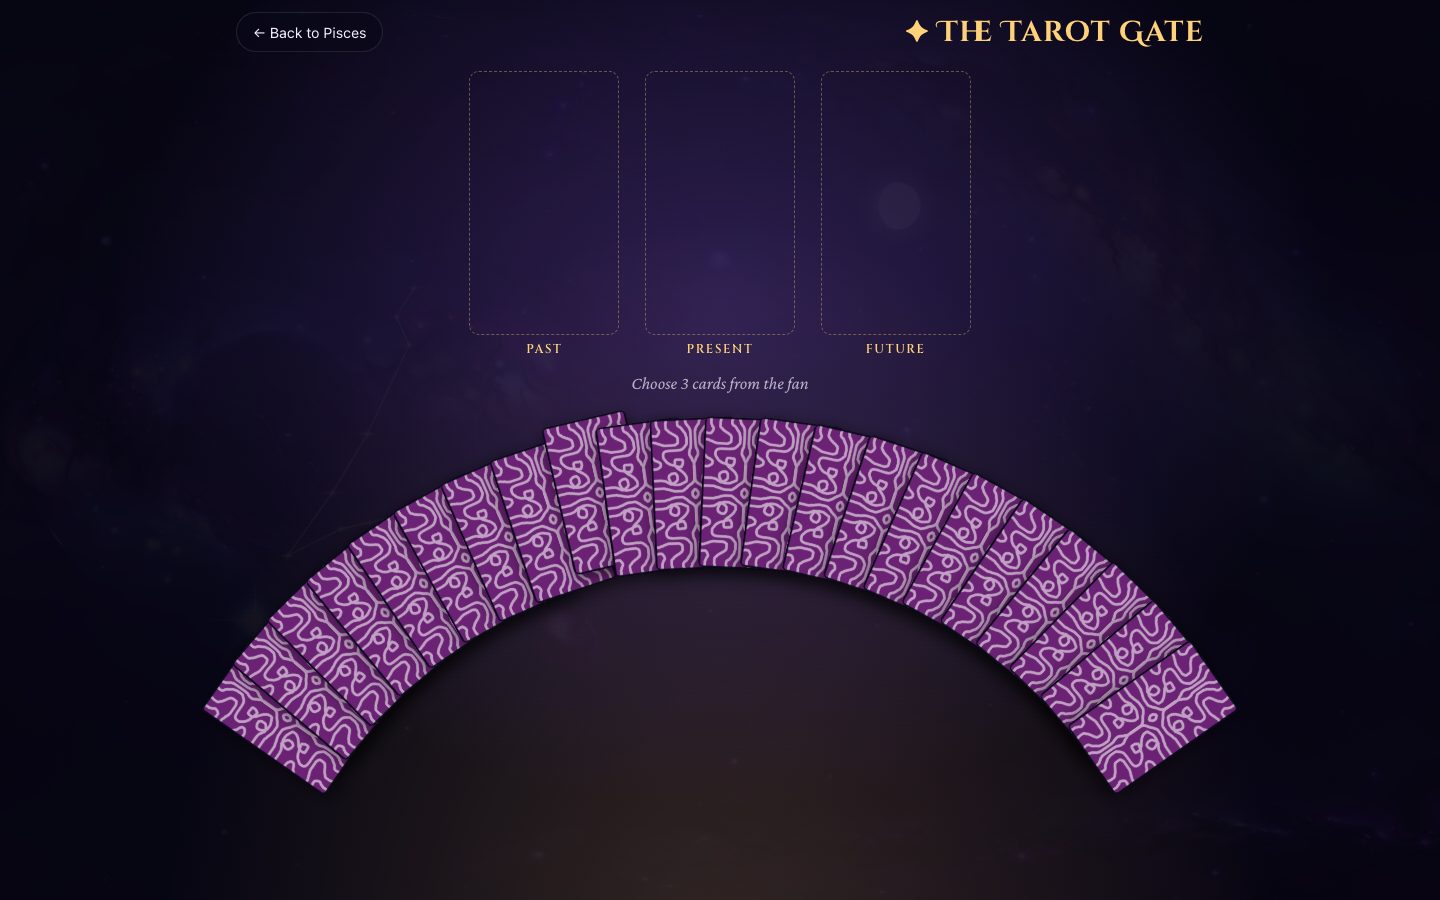 ← Back to Pisces
✦ THE TAROT GATE
PAST
PRESENT
FUTURE
Choose 3 cards from the fan